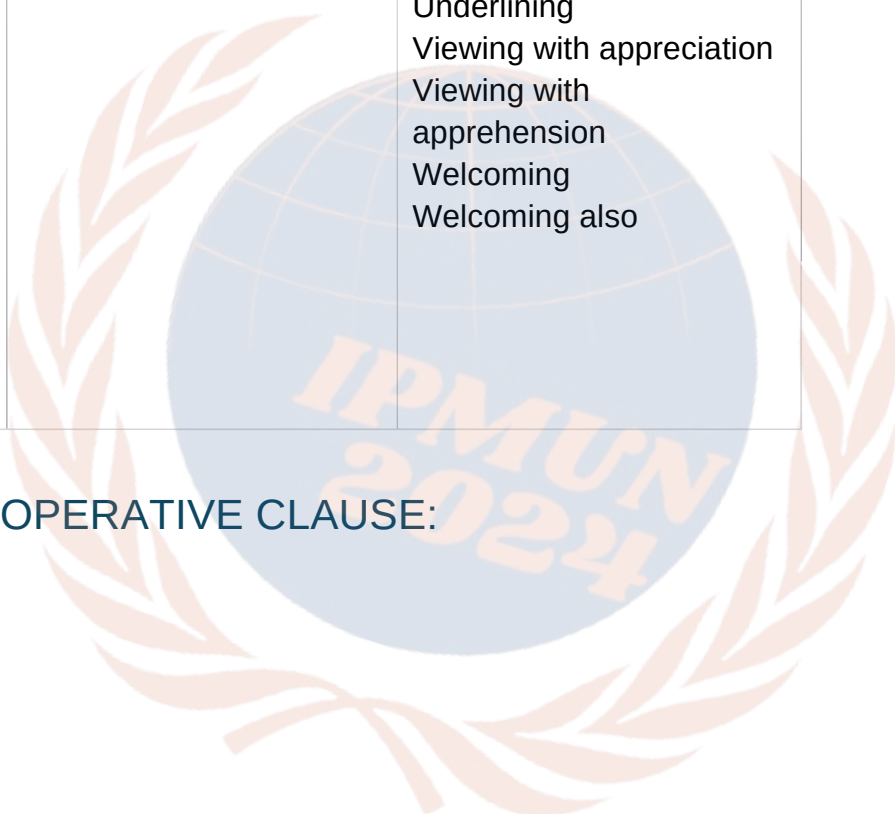 Underlining
Viewing with appreciation
Viewing with
apprehension
Welcoming
Welcoming also
IPMUN
2024
OPERATIVE CLAUSE: